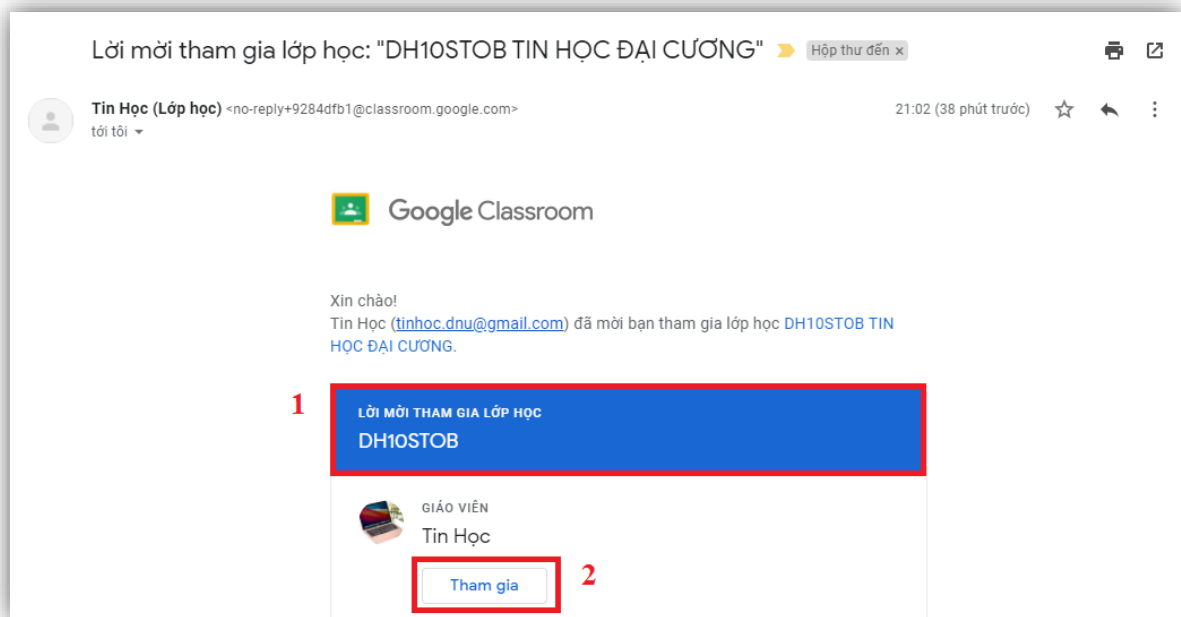 Lời mời tham gia lớp học: "DH10STOB TIN HỌC ĐẠI CƯƠNG" Hộp thư đến x
Tin Học (Lớp học) <no-reply+9284dfb1@classroom.google.com> 21:02 (38 phút trước)
tới tôi
Google Classroom
Xin chào!
Tin Học (tinhoc.dnu@gmail.com) đã mời bạn tham gia lớp học DH10STOB TIN
HỌC ĐẠI CƯƠNG.
1
LỜI MỜI THAM GIA LỚP HỌC
DH10STOB
GIÁO VIÊN
Tin Học
Tham gia 2